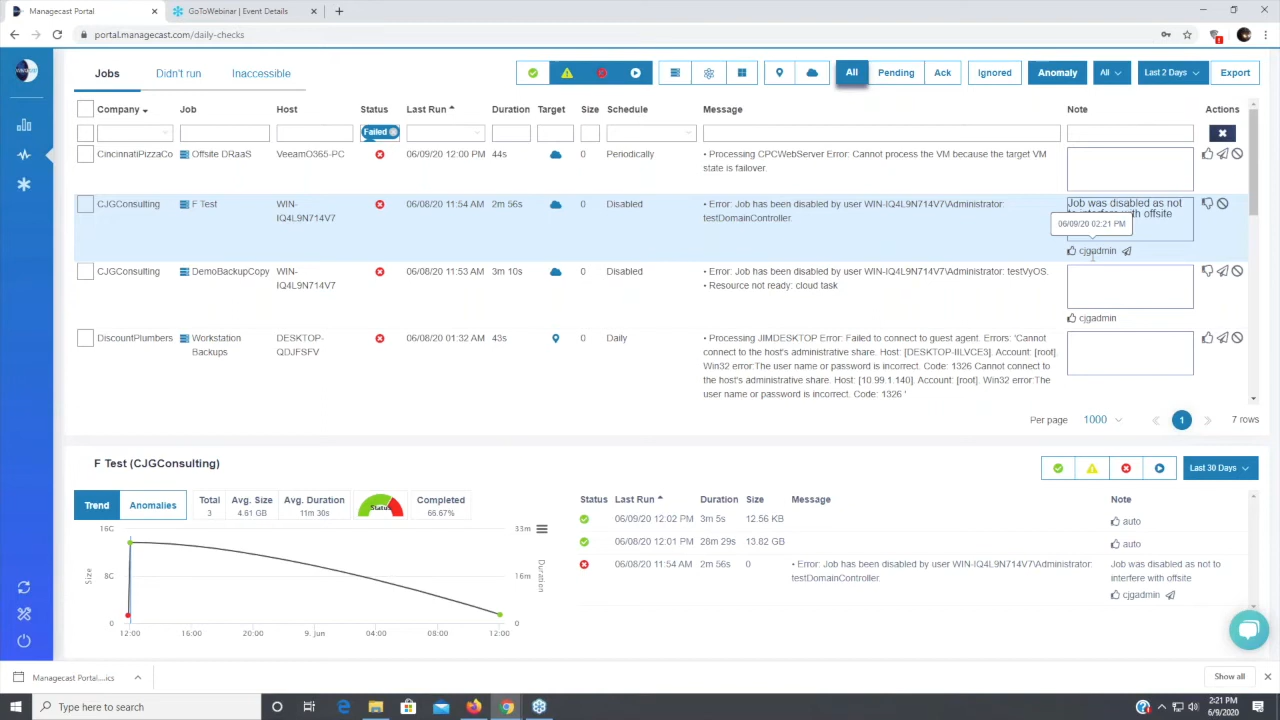 Managecast Portal
GoToWebinar | Event Details
portal.managecast.com/daily-checks
Jobs
Didn't run
Inaccessible
All
Pending
Ack
Ignored
Anomaly
All
Last 2 Days
Export
Company
Job
Host
Status
Last Run
Duration
Target
Size
Schedule
Message
Note
Actions
Failed
CincinnatiPizzaCo
Offsite DRaaS
VeeamO365-PC
06/09/20 12:00 PM
44s
0
Periodically
• Processing CPCWebServer Error: Cannot process the VM because the target VM
state is failover.
CJGConsulting
F Test
WIN-
IQ4L9N714V7
06/08/20 11:54 AM
2m 56s
0
Disabled
• Error: Job has been disabled by user WIN-IQ4L9N714V7\Administrator:
testDomainController.
Job was disabled as not
to interfere with offsite
06/09/20 02:21 PM
cjgadmin
CJGConsulting
DemoBackupCopy
WIN-
IQ4L9N714V7
06/08/20 11:53 AM
3m 10s
0
Disabled
• Error: Job has been disabled by user WIN-IQ4L9N714V7\Administrator: testVyOS.
• Resource not ready: cloud task
cjgadmin
DiscountPlumbers
Workstation
Backups
DESKTOP-
QDJFSFV
06/08/20 01:32 AM
43s
0
Daily
• Processing JIMDESKTOP Error: Failed to connect to guest agent. Errors: 'Cannot
connect to the host's administrative share. Host: [DESKTOP-IILVCE3]. Account: [root].
Win32 error:The user name or password is incorrect. Code: 1326 Cannot connect to
the host's administrative share. Host: [10.99.1.140]. Account: [root]. Win32 error:The
user name or password is incorrect. Code: 1326 '
Per page
1000
1
7 rows
F Test (CJGConsulting)
Last 30 Days
Trend
Anomalies
Total
3
Avg. Size
4.61 GB
Avg. Duration
11m 30s
Status
Completed
66.67%
16G
8C
0
Size
33m
16m
0
Duration
12:00
16:00
20:00
9. jun
04:00
08:00
12:00
Status
Last Run
Duration
Size
Message
Note
06/09/20 12:02 PM
3m 5s
12.56 KB
auto
06/08/20 12:01 PM
28m 29s
13.82 GB
auto
06/08/20 11:54 AM
2m 56s
0
• Error: Job has been disabled by user WIN-IQ4L9N714V7\Administrator:
testDomainController.
Job was disabled as not to
interfere with offsite
cjgadmin
Managecast Portal....ics
Show all
Type here to search
2:21 PM
6/9/2020